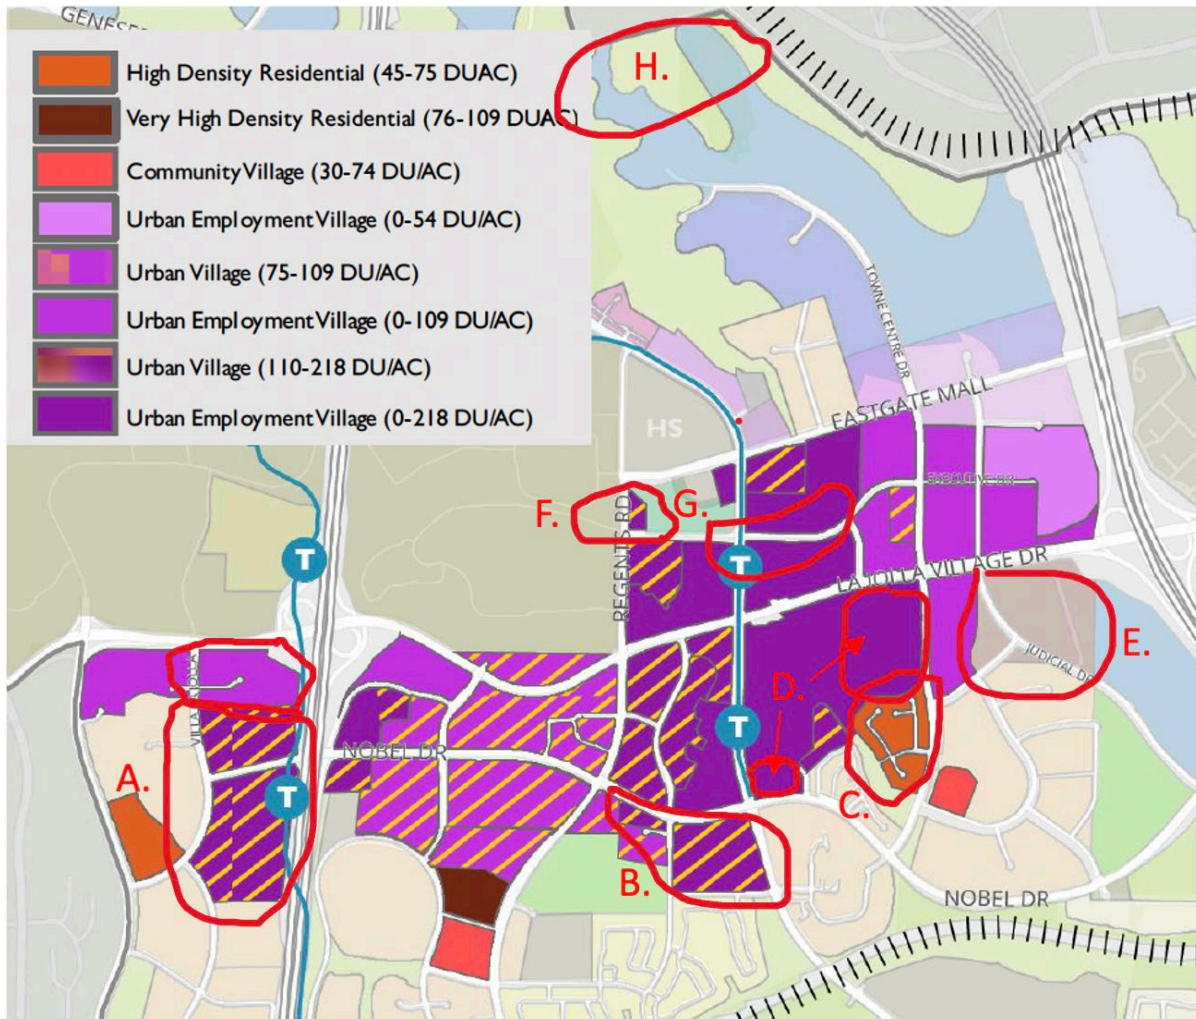 GENESE
High Density Residential (45-75 DUAC)
Very High Density Residential (76-109 DUAC)
Community Village (30-74 DU/AC)
Urban Employment Village (0-54 DU/AC)
Urban Village (75-109 DU/AC)
Urban Employment Village (0-109 DU/AC)
Urban Village (110-218 DU/AC)
Urban Employment Village (0-218 DU/AC)
H.
TOWNE CENTRE DR
EASTGATE MALL
HS
EXECUTIVE DR
F.
G.
REGENTS RD
T
T
LA JOLLA VILLAGE DR
E.
JUDICIAL DR
D.
VILLA LA JOLLA
T
NOBEL DR
A.
T
C.
B.
NOBEL DR